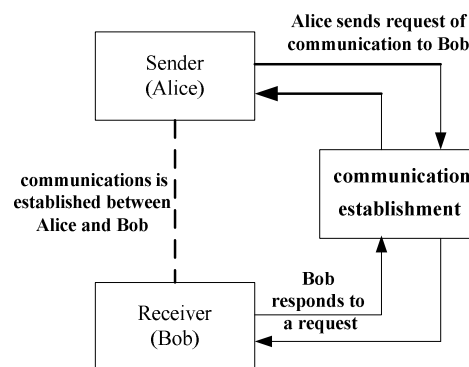 Alice sends request of
communication to Bob
Sender
(Alice)
communication
establishment
communications is
established between
Alice and Bob
Bob
responds to
a request
Receiver
(Bob)